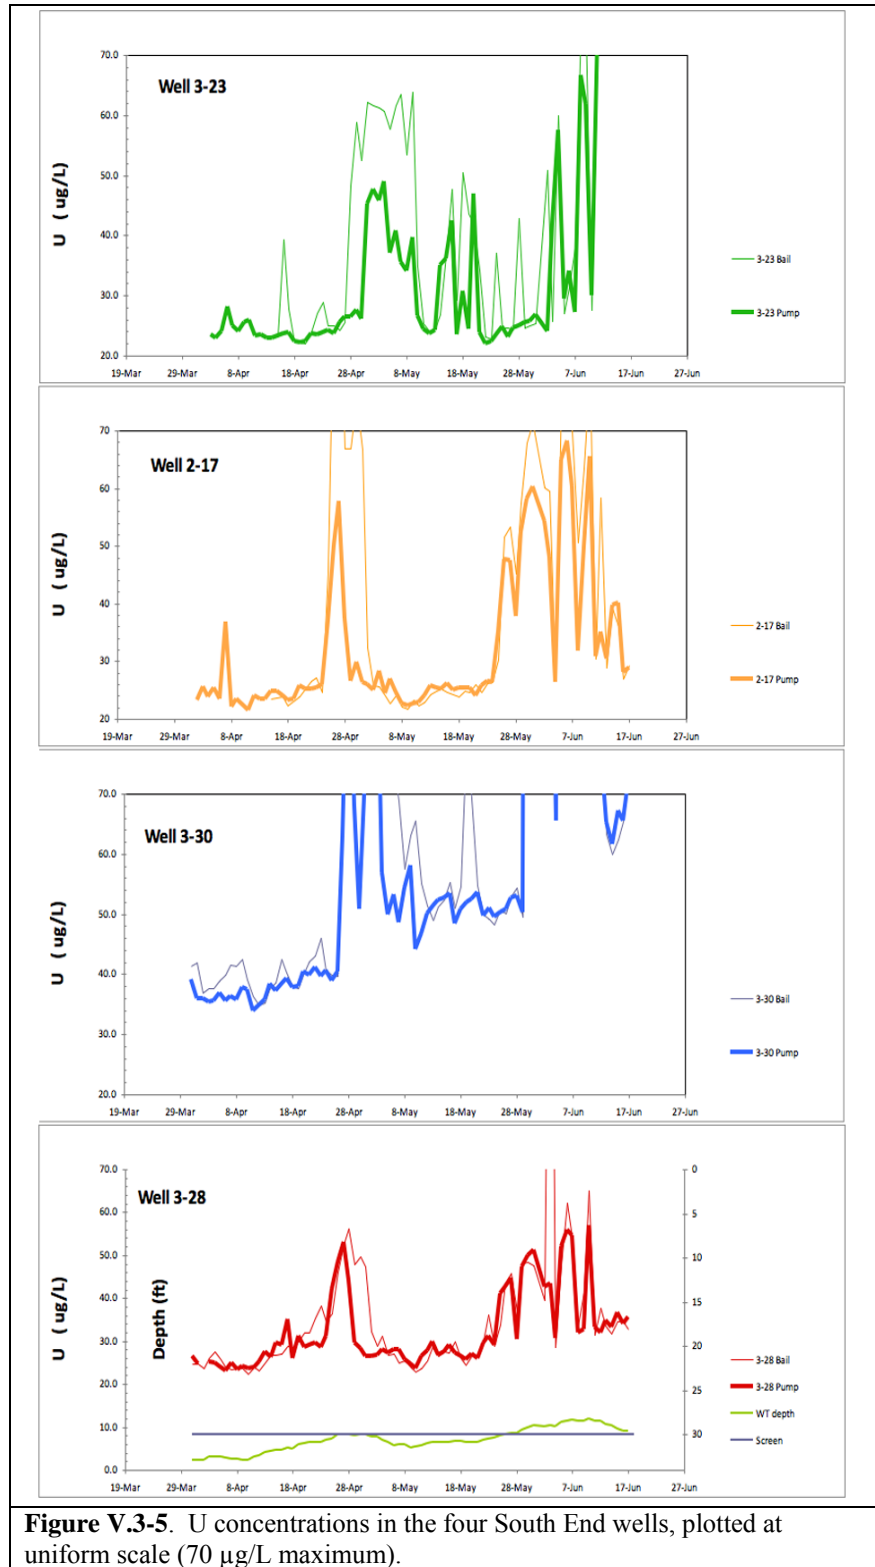 Well 3-23
U ( ug/L)
70.0
60.0
50.0
40.0
30.0
20.0
19-Mar 29-Mar 8-Apr 18-Apr 28-Apr 8-May 18-May 28-May 7-Jun 17-Jun 27-Jun
3-23 Bail
3-23 Pump
Well 2-17
U ( ug/L)
70
60
50
40
30
20
19-Mar 29-Mar 8-Apr 18-Apr 28-Apr 8-May 18-May 28-May 7-Jun 17-Jun 27-Jun
2-17 Bail
2-17 Pump
Well 3-30
U ( ug/L)
70.0
60.0
50.0
40.0
30.0
20.0
19-Mar 29-Mar 8-Apr 18-Apr 28-Apr 8-May 18-May 28-May 7-Jun 17-Jun 27-Jun
3-30 Bail
3-30 Pump
Well 3-28
U ( ug/L)
Depth (ft)
70.0
60.0
50.0
40.0
30.0
20.0
10.0
0.0
0
5
10
15
20
25
30
19-Mar 29-Mar 8-Apr 18-Apr 28-Apr 8-May 18-May 28-May 7-Jun 17-Jun 27-Jun
3-28 Bail
3-28 Pump
WT depth
Screen
Figure V.3-5. U concentrations in the four South End wells, plotted at
uniform scale (70 µg/L maximum).